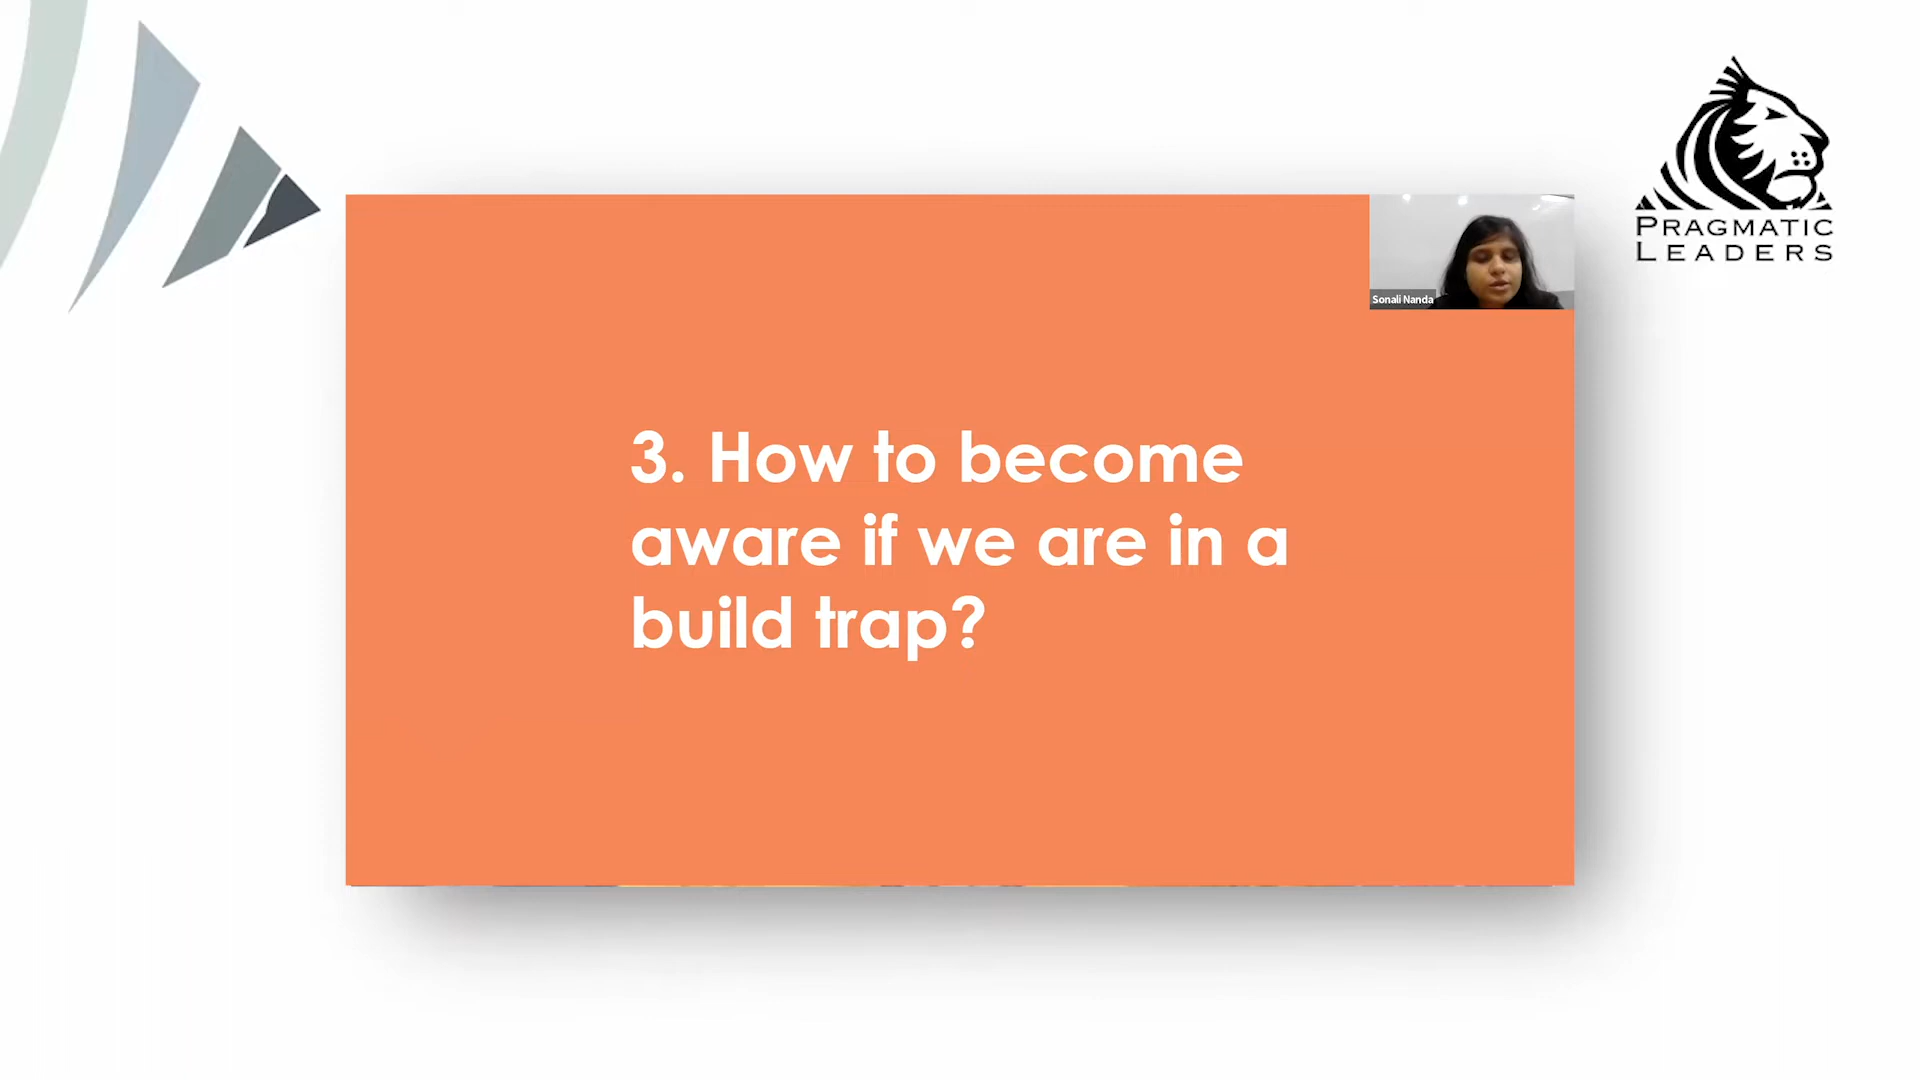 PRAGMATIC
LEADERS
Sonali Nanda
3. How to become
aware if we are in a
build trap?